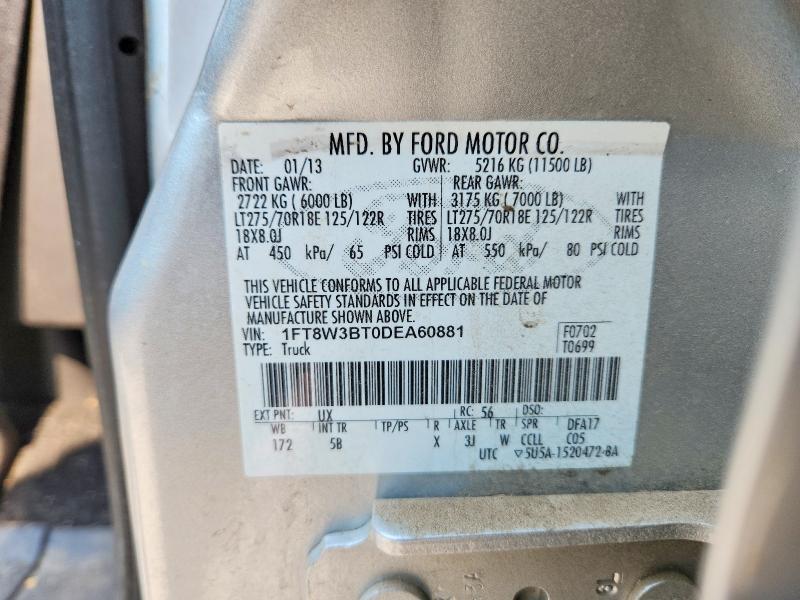 MFD. BY FORD MOTOR CO.
DATE: 01/13 GVWR: 5216 KG (11500 LB)
FRONT GAWR: REAR GAWR:
2722 KG ( 6000 LB) WITH 3175 KG ( 7000 LB) WITH
LT275/70R18E 125/122R TIRES LT275/70R18E 125/122R TIRES
18X8.0J RIMS 18X8.0J RIMS
AT 450 kPa/ 65 PSI COLD AT 550 kPa/ 80 PSI COLD
THIS VEHICLE CONFORMS TO ALL APPLICABLE FEDERAL MOTOR
VEHICLE SAFETY STANDARDS IN EFFECT ON THE DATE OF
MANUFACTURE SHOWN ABOVE.
VIN: 1FT8W3BT0DEA60881 F0702
TYPE: Truck T0699
EXT PNT: UX RC: 56 DSO:
WB INT TR TP/PS R AXLE TR SPR DFA17
172 5B X 3J W CCLL C05
UTC ▽5U5A-1520472-BA